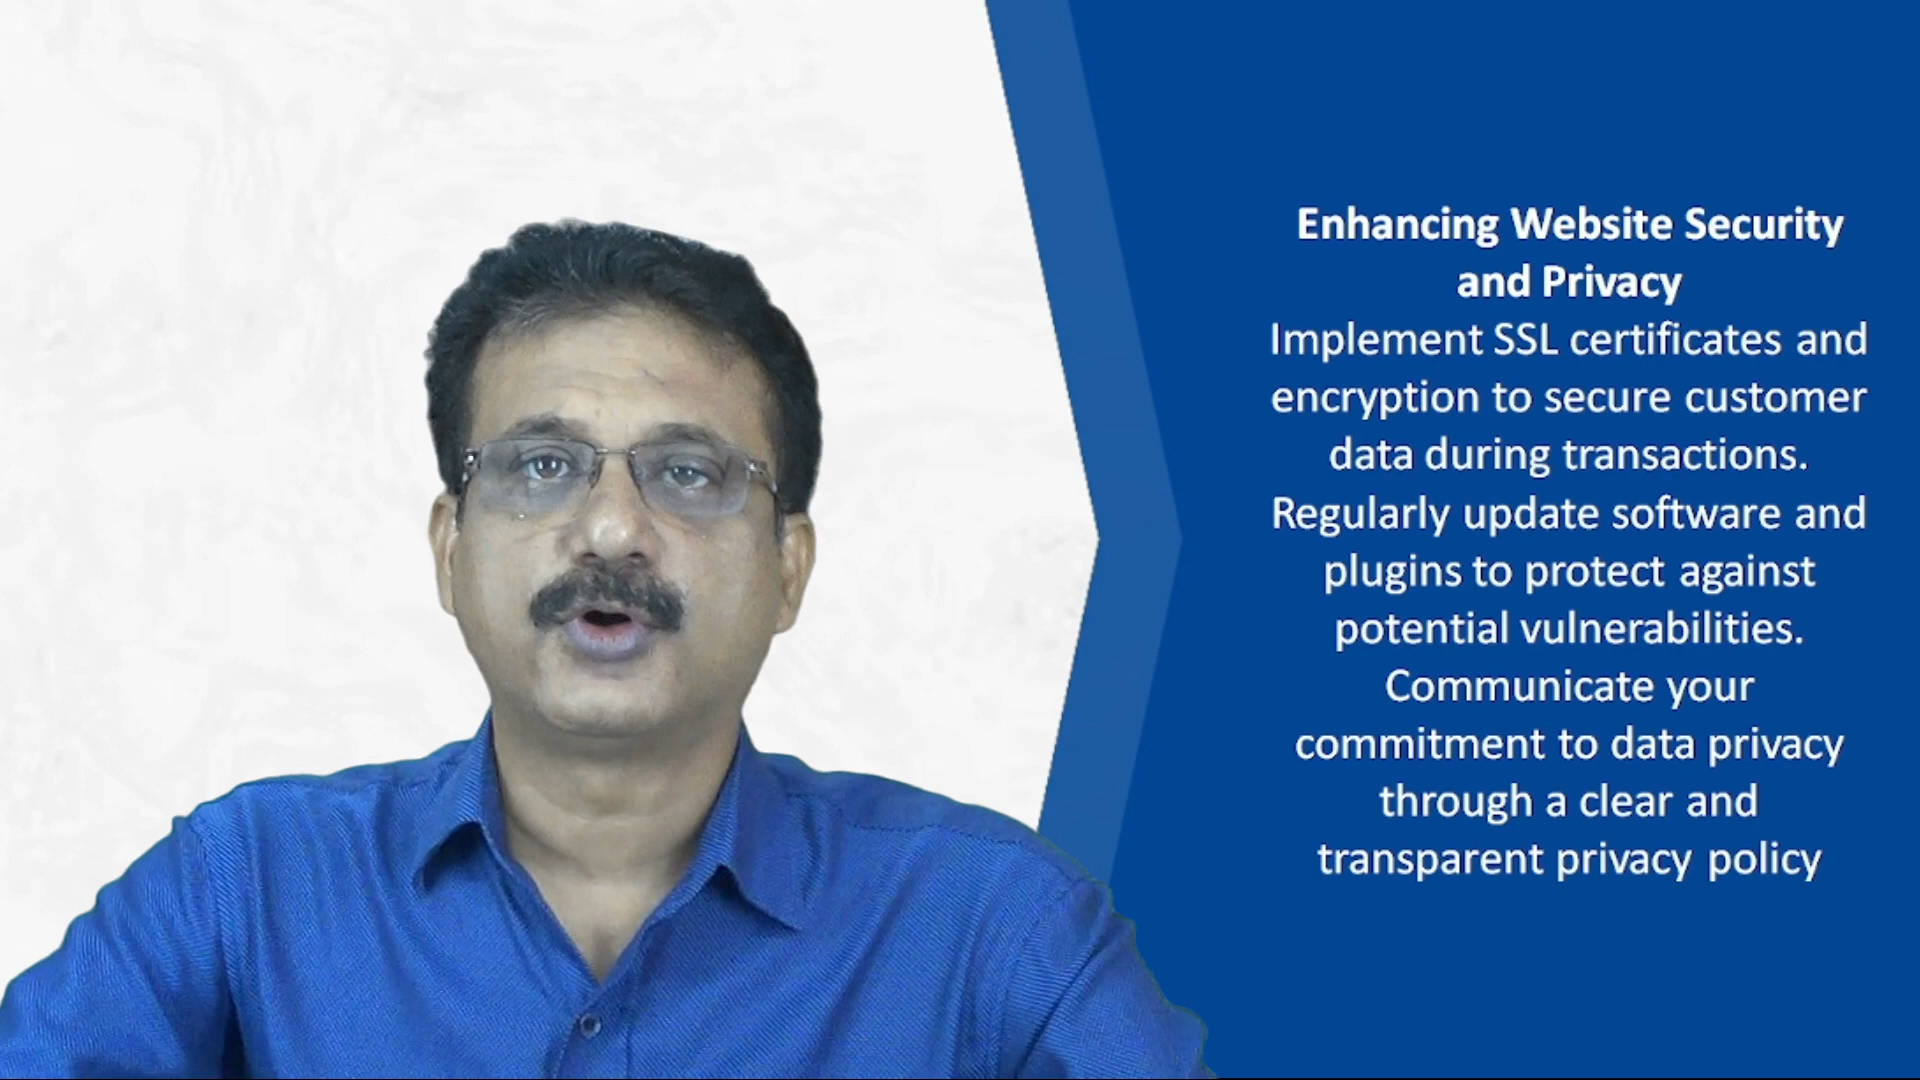 Enhancing Website Security
and Privacy
Implement SSL certificates and
encryption to secure customer
data during transactions.
Regularly update software and
plugins to protect against
potential vulnerabilities.
Communicate your
commitment to data privacy
through a clear and
transparent privacy policy